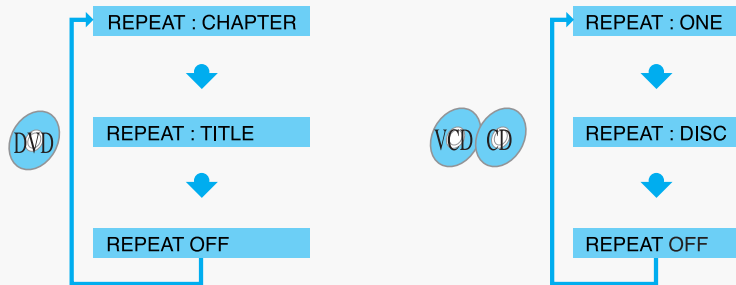 REPEAT : CHAPTER
DVD
REPEAT : TITLE
REPEAT OFF
REPEAT : ONE
VCD CD
REPEAT : DISC
REPEAT OFF